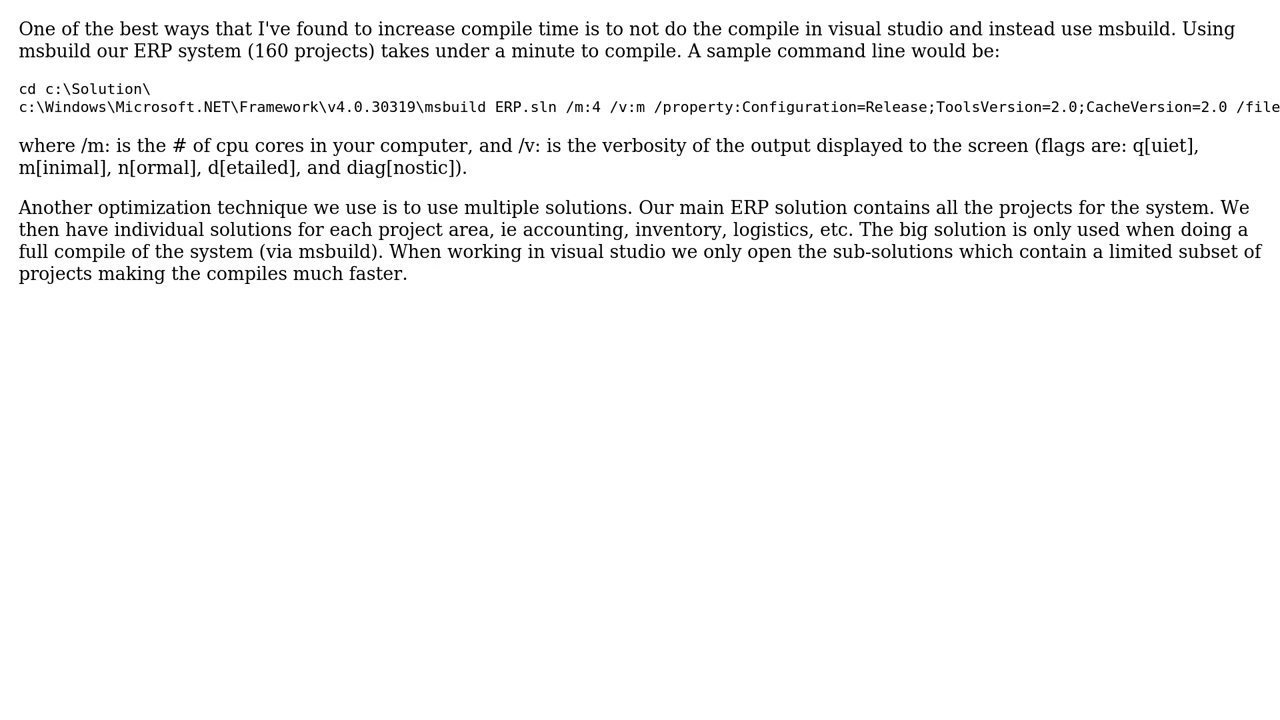 One of the best ways that I've found to increase compile time is to not do the compile in visual studio and instead use msbuild. Using
msbuild our ERP system (160 projects) takes under a minute to compile. A sample command line would be:
cd c:\Solution\
c:\Windows\Microsoft.NET\Framework\v4.0.30319\msbuild ERP.sln /m:4 /v:m /property:Configuration=Release;ToolsVersion=2.0;CacheVersion=2.0 /file
where /m: is the # of cpu cores in your computer, and /v: is the verbosity of the output displayed to the screen (flags are: q[uiet],
m[inimal], n[ormal], d[etailed], and diag[nostic]).
Another optimization technique we use is to use multiple solutions. Our main ERP solution contains all the projects for the system. We
then have individual solutions for each project area, ie accounting, inventory, logistics, etc. The big solution is only used when doing a
full compile of the system (via msbuild). When working in visual studio we only open the sub-solutions which contain a limited subset of
projects making the compiles much faster.